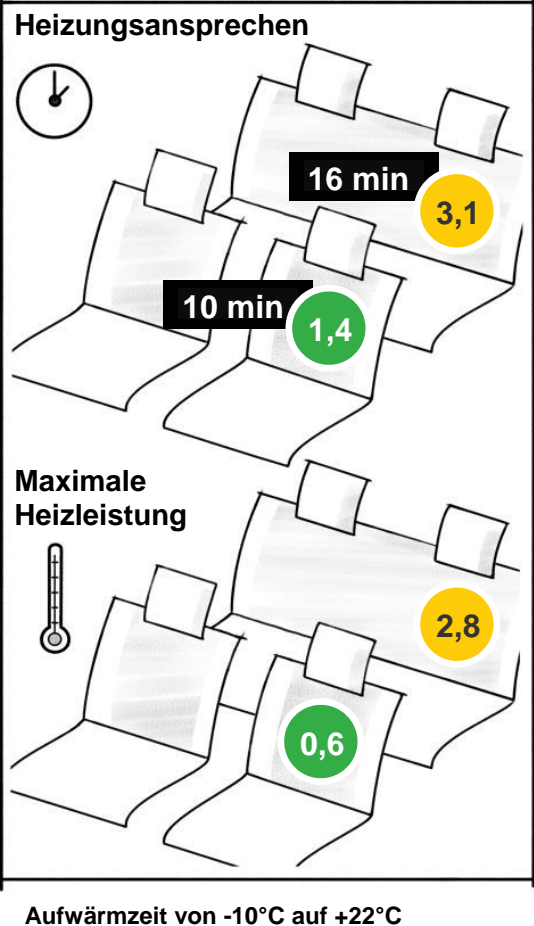 Heizungsansprechen
16 min
3,1
10 min
1,4
Maximale
Heizleistung
2,8
0,6
Aufwärmzeit von -10°C auf +22°C